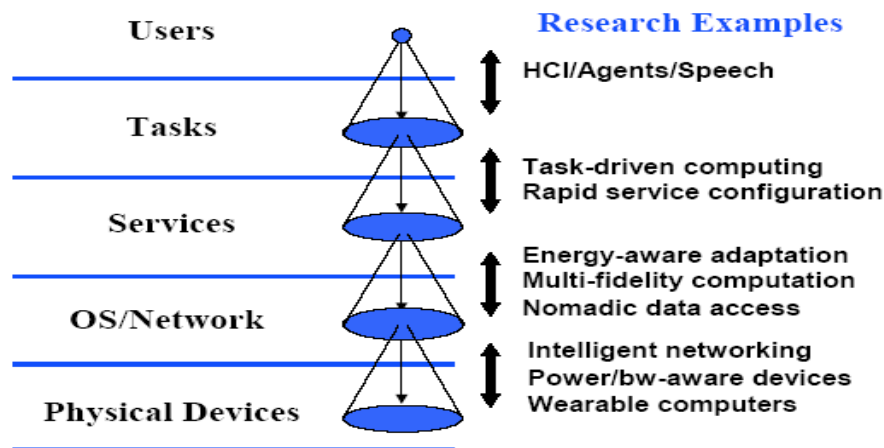 Users
Research Examples
HCI/Agents/Speech
Tasks
Task-driven computing
Rapid service configuration
Services
Energy-aware adaptation
Multi-fidelity computation
Nomadic data access
OS/Network
Intelligent networking
Power/bw-aware devices
Wearable computers
Physical Devices